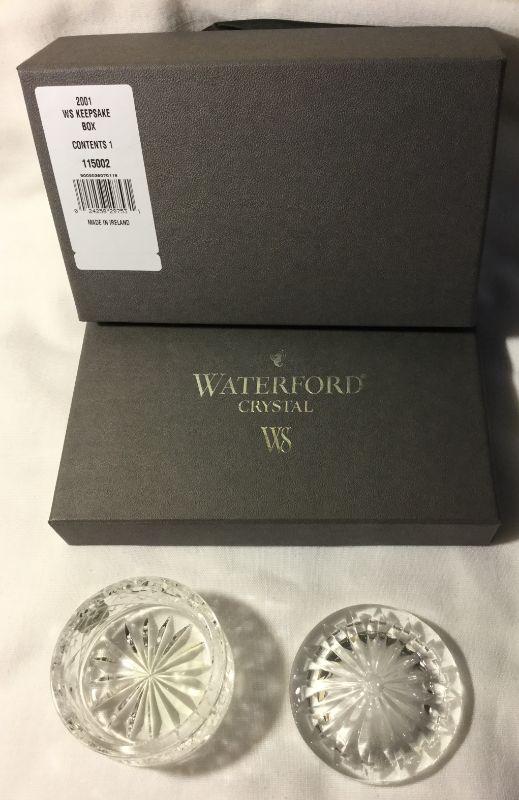 2001
WS KEEPSAKE
BOX
CONTENTS 1
115002
MADE IN IRELAND
WATERFORD®
CRYSTAL
WS